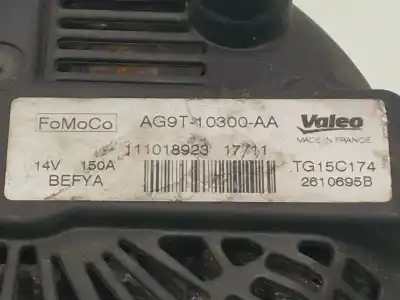 FoMoCo AG9T-10300-AA Valeo
MADE IN FRANCE
111018923 17/11
14V 150A TG15C174
BEFYA 2610695B